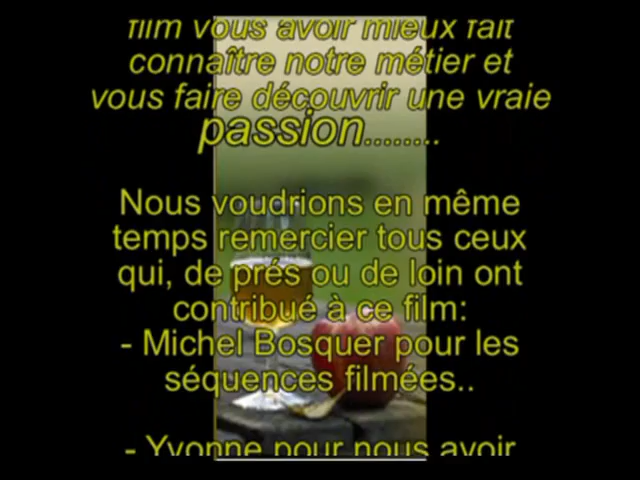 film vous avoir mieux fait
connaître notre métier et
vous faire découvrir une vraie
passion........
Nous voudrions en même
temps remercier tous ceux
qui, de prés ou de loin ont
contribué à ce film:
- Michel Bosquer pour les
séquences filmées..
- Yvonne pour nous avoir